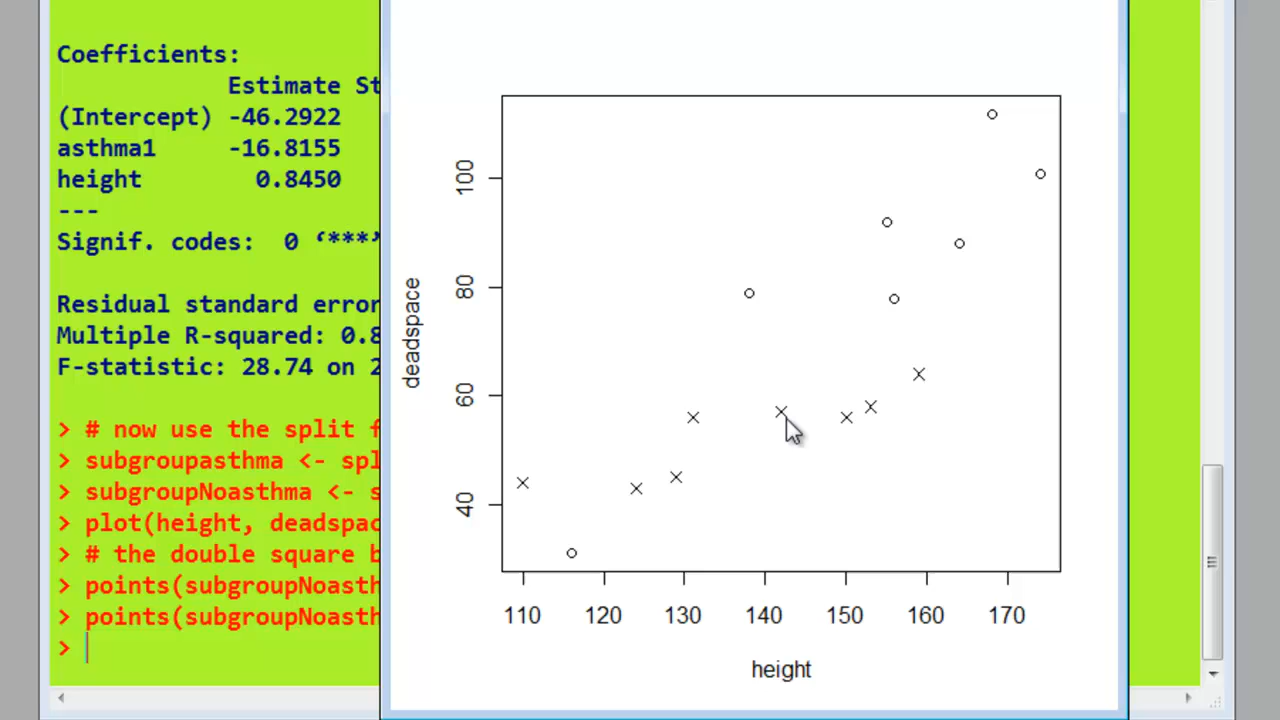 Coefficients:
Estimate St
(Intercept) -46.2922
asthma1 -16.8155
height 0.8450
---
Signif. codes: 0 ‘***’
Residual standard error
Multiple R-squared: 0.8
F-statistic: 28.74 on 2
> # now use the split f
> subgroupasthma <- spl
> subgroupNoasthma <- s
> plot(height, deadspac
> # the double square b
> points(subgroupNoasth
> points(subgroupNoasth
>
deadspace
100
80
60
40
110 120 130 140 150 160 170
height